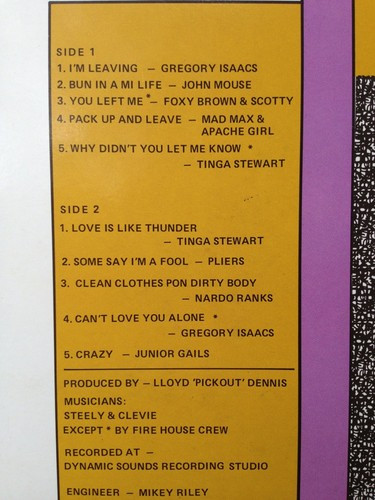 SIDE 1
1. I'M LEAVING – GREGORY ISAACS
2. BUN IN A MI LIFE – JOHN MOUSE
3. YOU LEFT ME * – FOXY BROWN & SCOTTY
4. PACK UP AND LEAVE – MAD MAX &
APACHE GIRL
5. WHY DIDN'T YOU LET ME KNOW *
– TINGA STEWART
SIDE 2
1. LOVE IS LIKE THUNDER
– TINGA STEWART
2. SOME SAY I'M A FOOL – PLIERS
3. CLEAN CLOTHES PON DIRTY BODY
– NARDO RANKS
4. CAN'T LOVE YOU ALONE *
– GREGORY ISAACS
5. CRAZY – JUNIOR GAILS
PRODUCED BY – LLOYD 'PICKOUT' DENNIS
MUSICIANS:
STEELY & CLEVIE
EXCEPT * BY FIRE HOUSE CREW
RECORDED AT –
DYNAMIC SOUNDS RECORDING STUDIO
ENGINEER – MIKEY RILEY